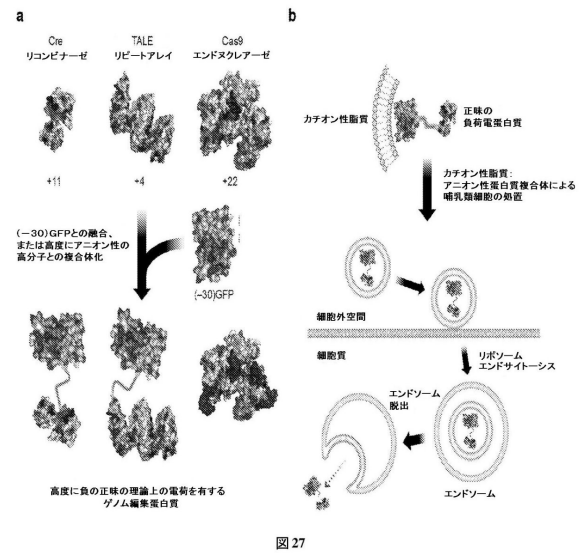 a
b
Cre
リコンビナーゼ
TALE
リピートアレイ
Cas9
エンドヌクレアーゼ
+11
+4
+22
(−30)GFPとの融合、
または高度にアニオン性の
高分子との複合体化
(−30)GFP
高度に負の正味の理論上の電荷を有する
ゲノム編集蛋白質
カチオン性脂質
正味の
負荷電蛋白質
カチオン性脂質:
アニオン性蛋白質複合体による
哺乳類細胞の処置
細胞外空間
細胞質
リポソーム
エンドサイトーシス
エンドソーム
脱出
エンドソーム
図27